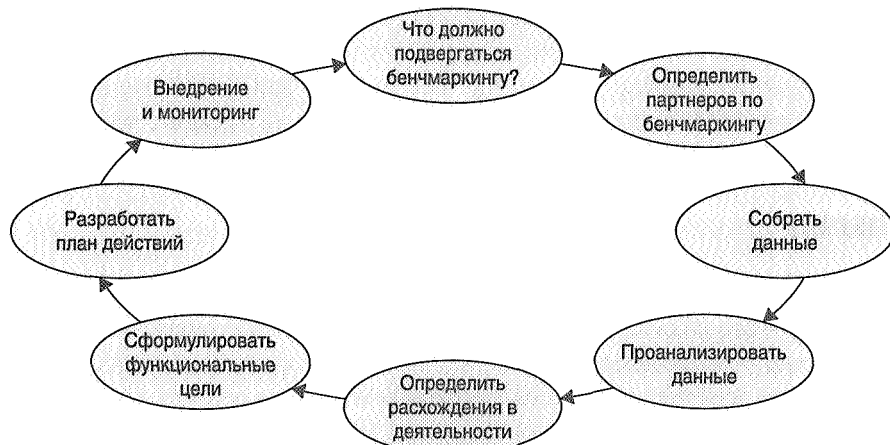 Что должно
подвергаться
бенчмаркингу?
Определить
партнеров по
бенчмаркингу
Собрать
данные
Проанализировать
данные
Определить
расхождения в
деятельности
Сформулировать
функциональные
цели
Разработать
план действий
Внедрение
и мониторинг